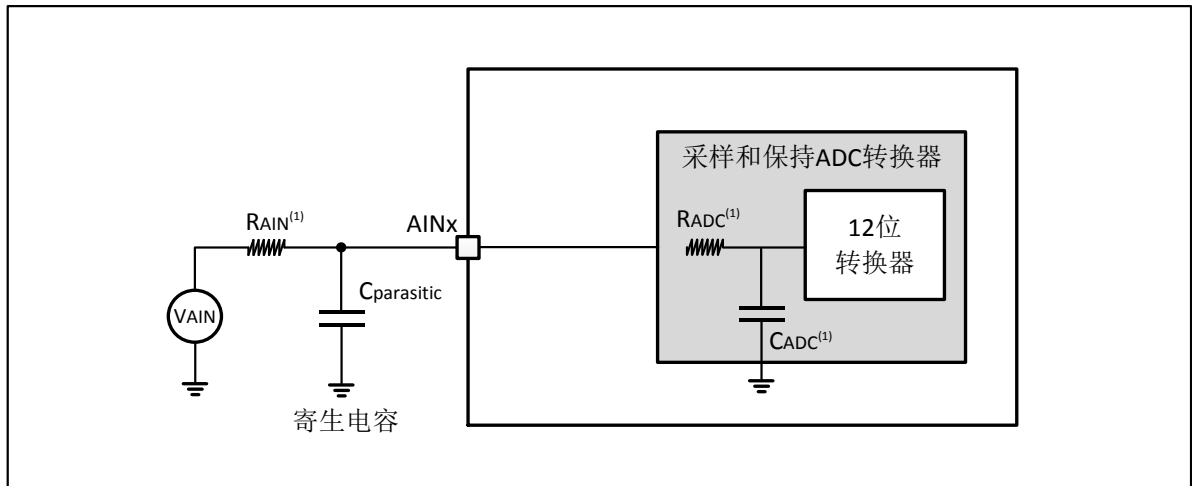 采样和保持ADC转换器
RAIN(1)
AINx
RADC(1)
12位
转换器
VAIN
Cparasitic
CADC(1)
寄生电容